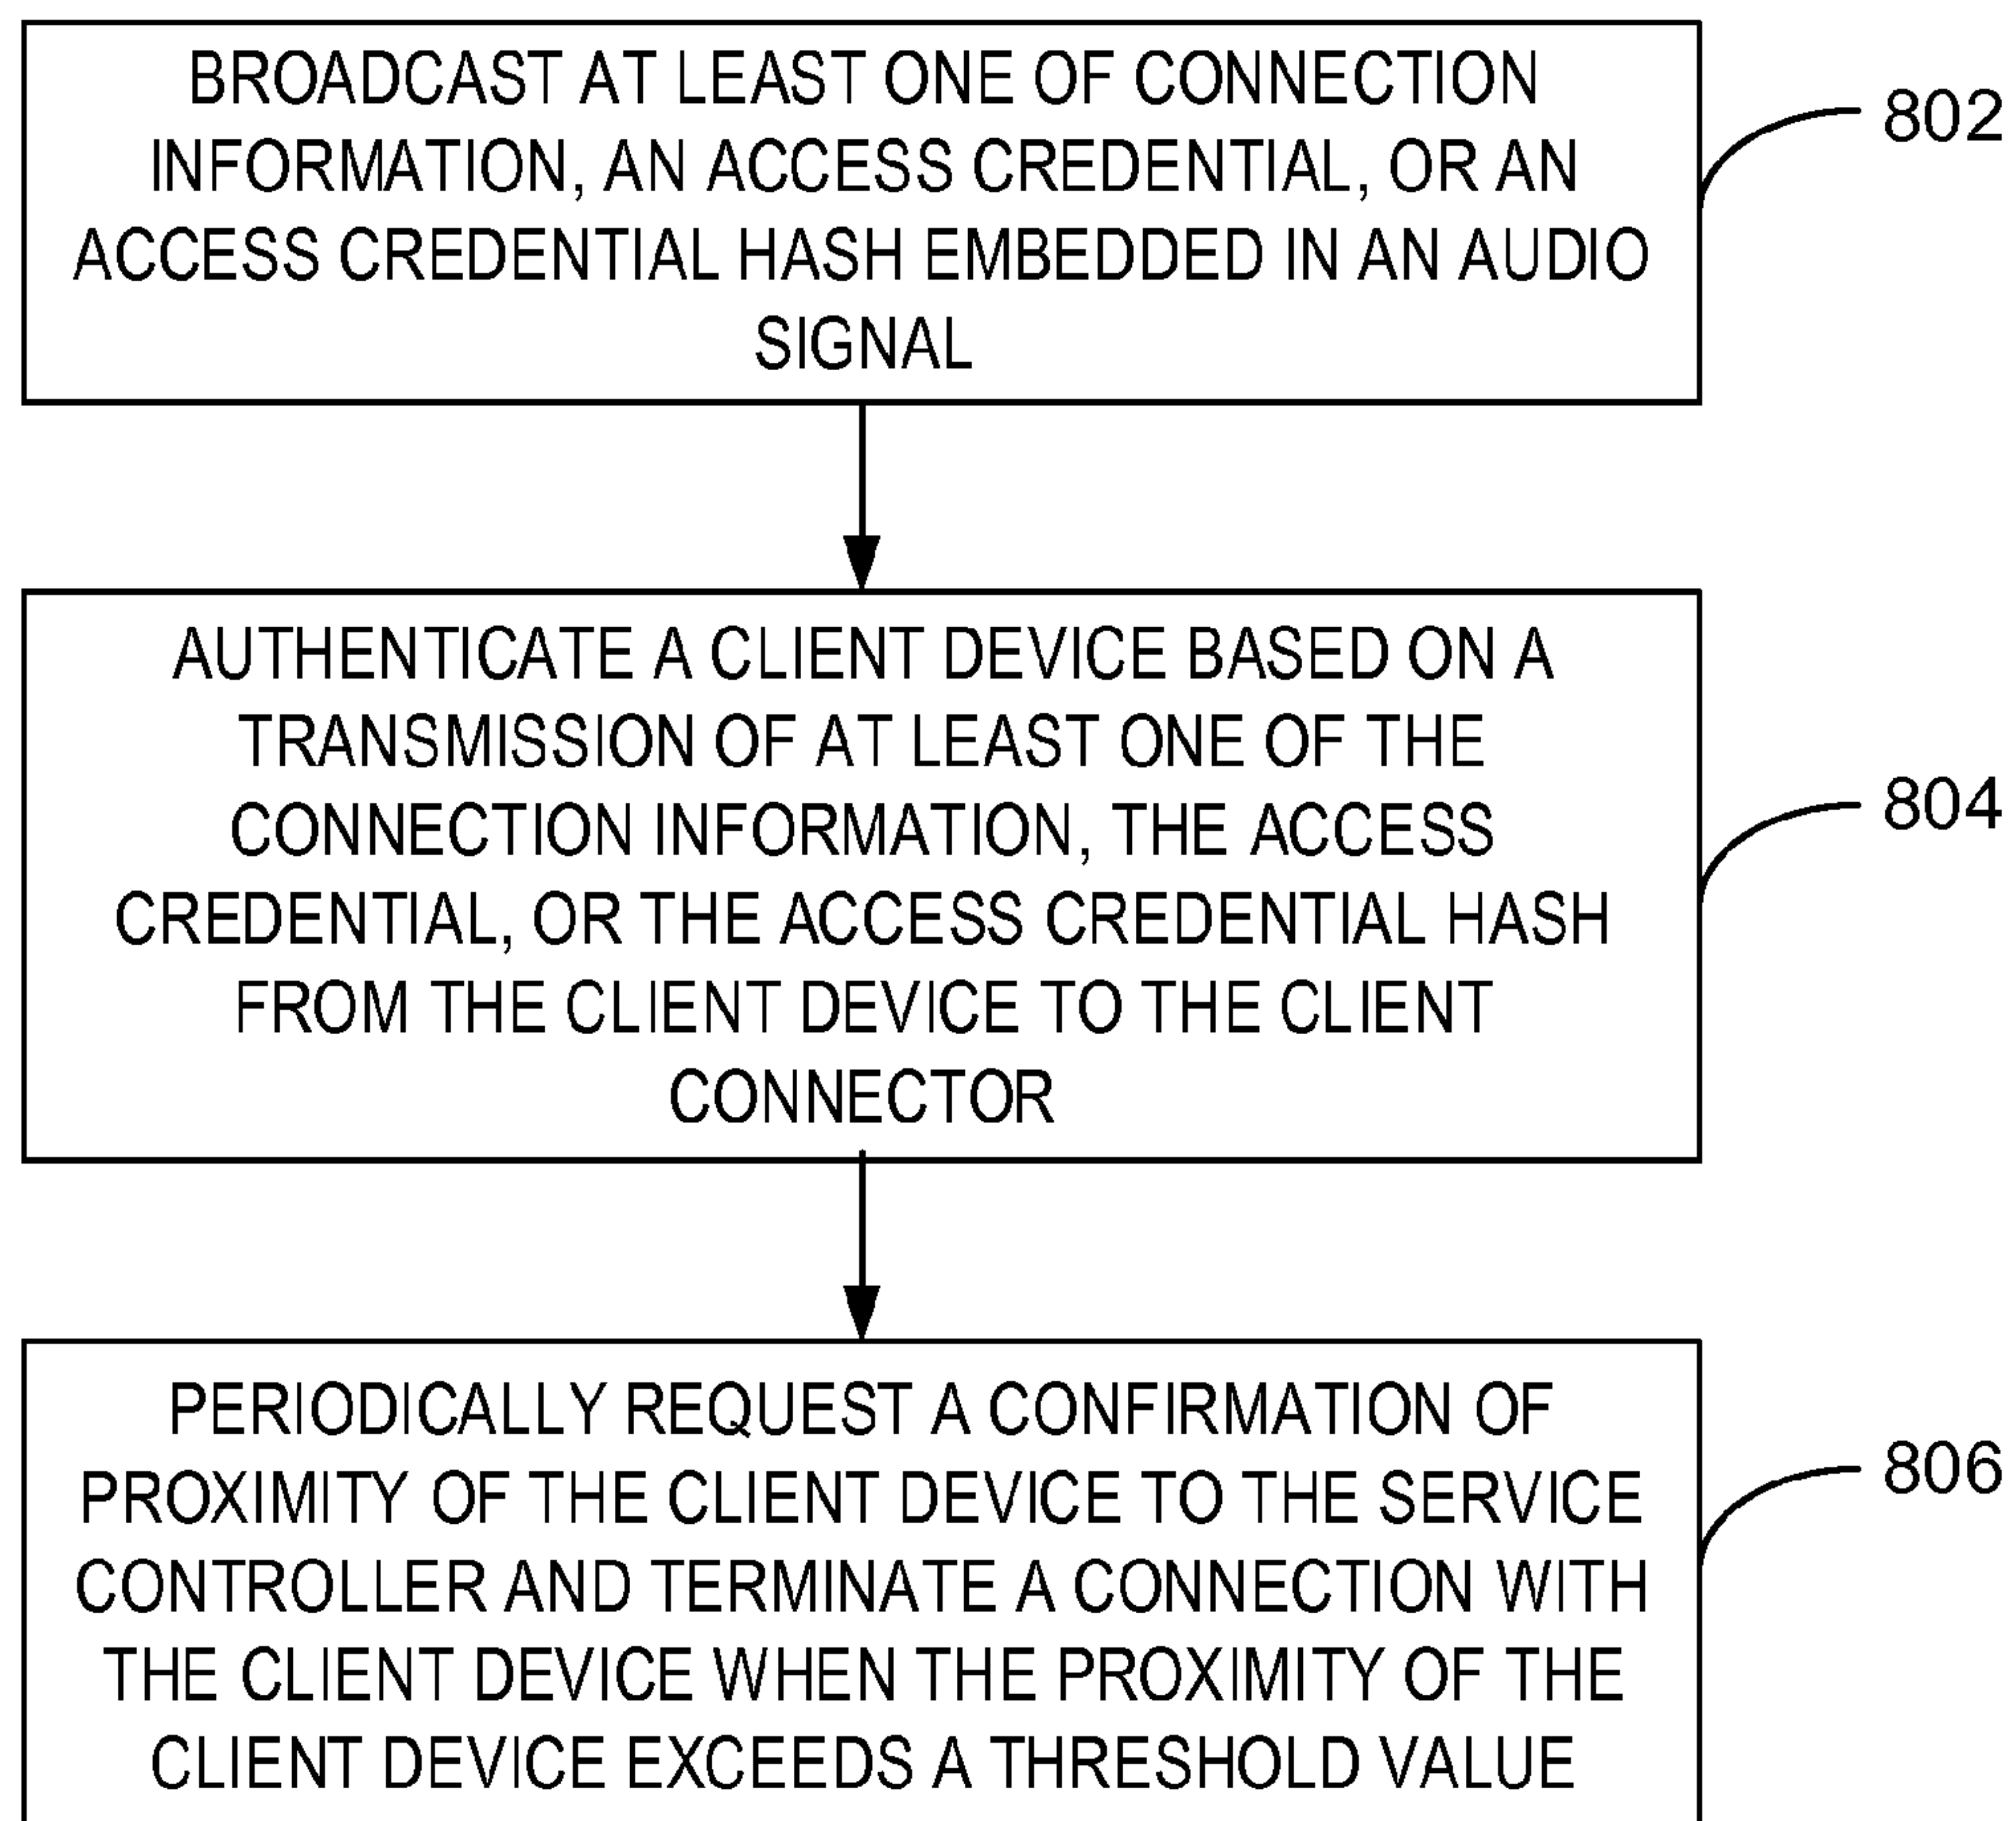 BROADCAST AT LEAST ONE OF CONNECTION
INFORMATION, AN ACCESS CREDENTIAL, OR AN
ACCESS CREDENTIAL HASH EMBEDDED IN AN AUDIO
SIGNAL
802
AUTHENTICATE A CLIENT DEVICE BASED ON A
TRANSMISSION OF AT LEAST ONE OF THE
CONNECTION INFORMATION, THE ACCESS
CREDENTIAL, OR THE ACCESS CREDENTIAL HASH
FROM THE CLIENT DEVICE TO THE CLIENT
CONNECTOR
804
PERIODICALLY REQUEST A CONFIRMATION OF
PROXIMITY OF THE CLIENT DEVICE TO THE SERVICE
CONTROLLER AND TERMINATE A CONNECTION WITH
THE CLIENT DEVICE WHEN THE PROXIMITY OF THE
CLIENT DEVICE EXCEEDS A THRESHOLD VALUE
806